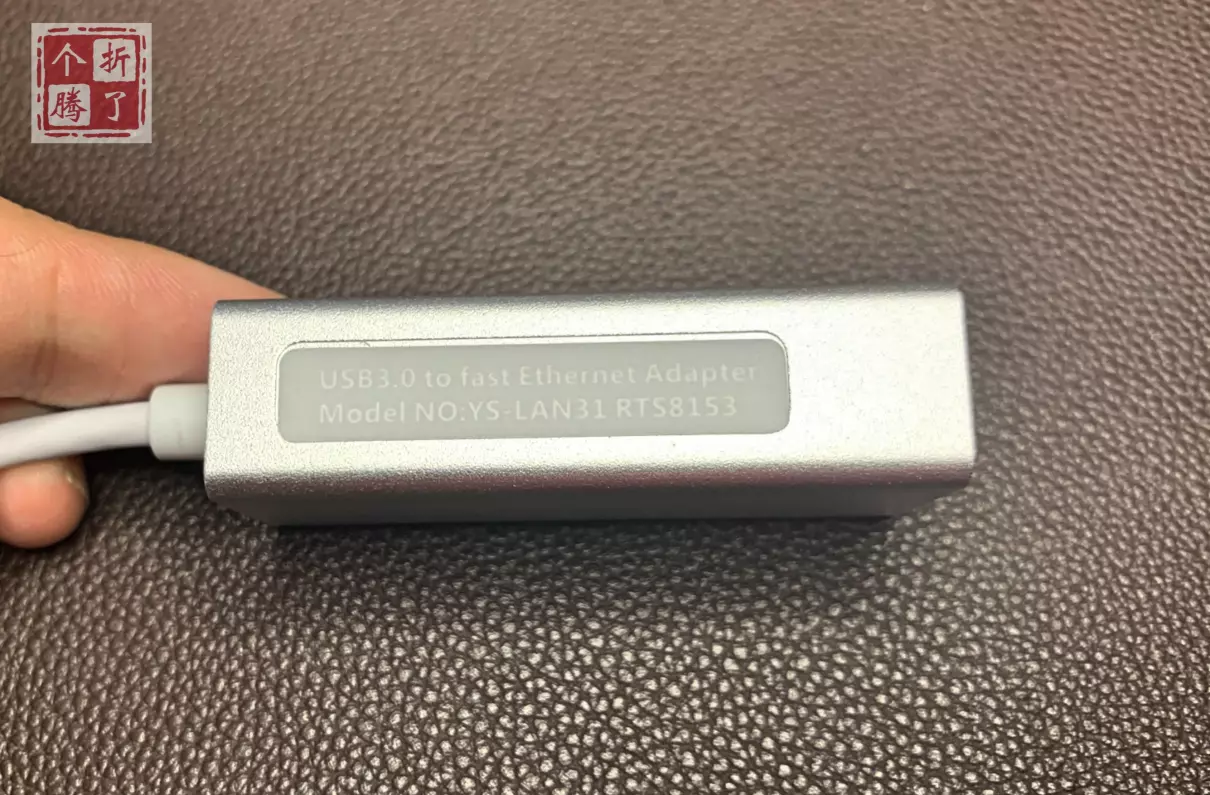 个折
腾了
USB3.0 to fast Ethernet Adapter
Model NO:YS-LAN31 RTS8153